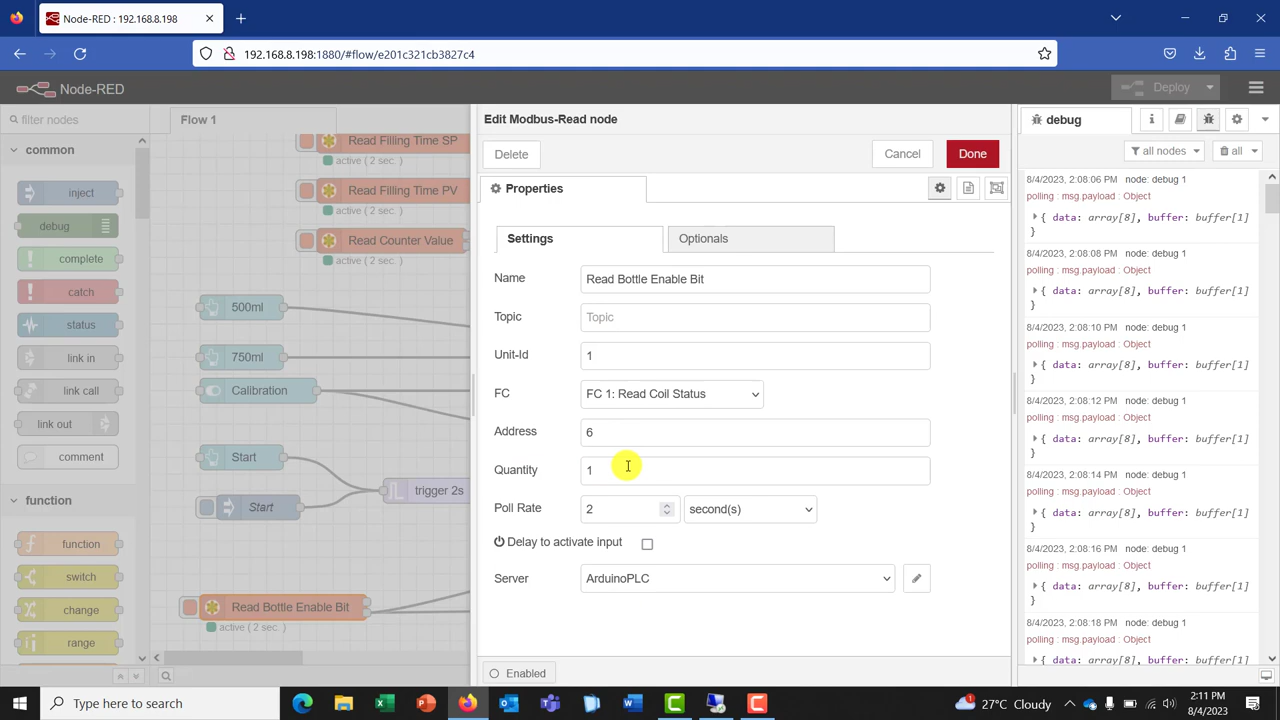 Node-RED : 192.168.8.198
192.168.8.198:1880/#flow/e201c321cb3827c4
Node-RED
Deploy
filter nodes
Flow 1
Edit Modbus-Read node
debug
common
inject
debug
complete
catch
status
link in
link call
link out
comment
function
function
switch
change
range
Read Filling Time SP
active ( 2 sec. )
Read Filling Time PV
active ( 2 sec. )
Read Counter Value
active ( 2 sec. )
500ml
750ml
Calibration
Start
Start
trigger 2s
Read Bottle Enable Bit
active ( 2 sec. )
Delete
Cancel
Done
Properties
Settings
Optionals
Name
Read Bottle Enable Bit
Topic
Topic
Unit-Id
1
FC
FC 1: Read Coil Status
Address
6
Quantity
1
Poll Rate
2
second(s)
Delay to activate input
Server
ArduinoPLC
Enabled
all nodes
all
8/4/2023, 2:08:06 PM node: debug 1
polling : msg.payload : Object
{ data: array[8], buffer: buffer[1]
}
8/4/2023, 2:08:08 PM node: debug 1
polling : msg.payload : Object
{ data: array[8], buffer: buffer[1]
}
8/4/2023, 2:08:10 PM node: debug 1
polling : msg.payload : Object
{ data: array[8], buffer: buffer[1]
}
8/4/2023, 2:08:12 PM node: debug 1
polling : msg.payload : Object
{ data: array[8], buffer: buffer[1]
}
8/4/2023, 2:08:14 PM node: debug 1
polling : msg.payload : Object
{ data: array[8], buffer: buffer[1]
}
8/4/2023, 2:08:16 PM node: debug 1
polling : msg.payload : Object
{ data: array[8], buffer: buffer[1]
}
8/4/2023, 2:08:18 PM node: debug 1
polling : msg.payload : Object
{ data: array[8], buffer: buffer[1]
Type here to search
27°C Cloudy
2:11 PM
8/4/2023